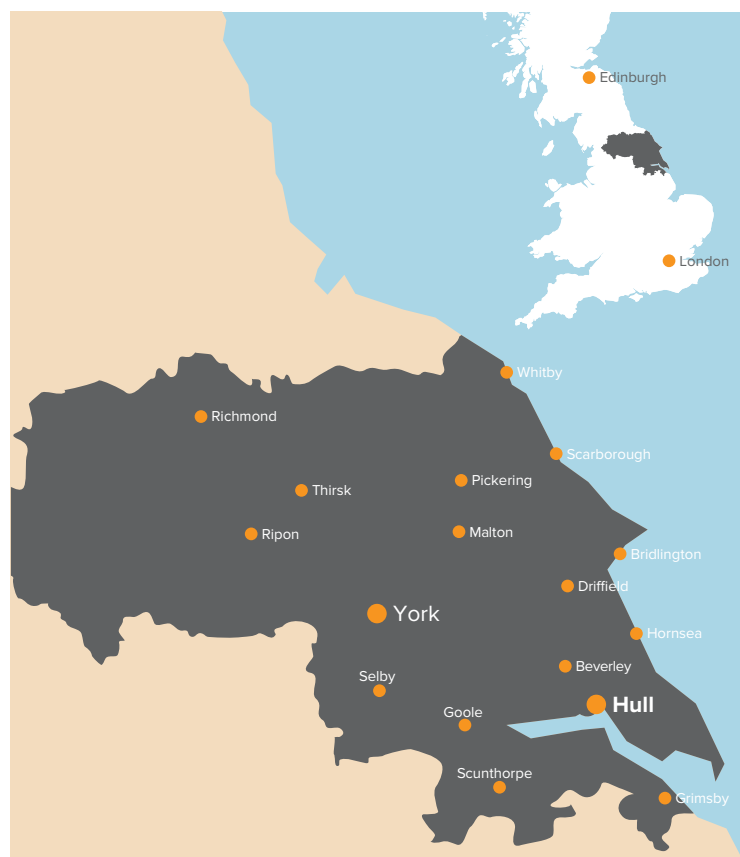 Edinburgh
London
Whitby
Richmond
Scarborough
Pickering
Thirsk
Malton
Ripon
Bridlington
Driffield
York
Hornsea
Beverley
Selby
Hull
Goole
Scunthorpe
Grimsby